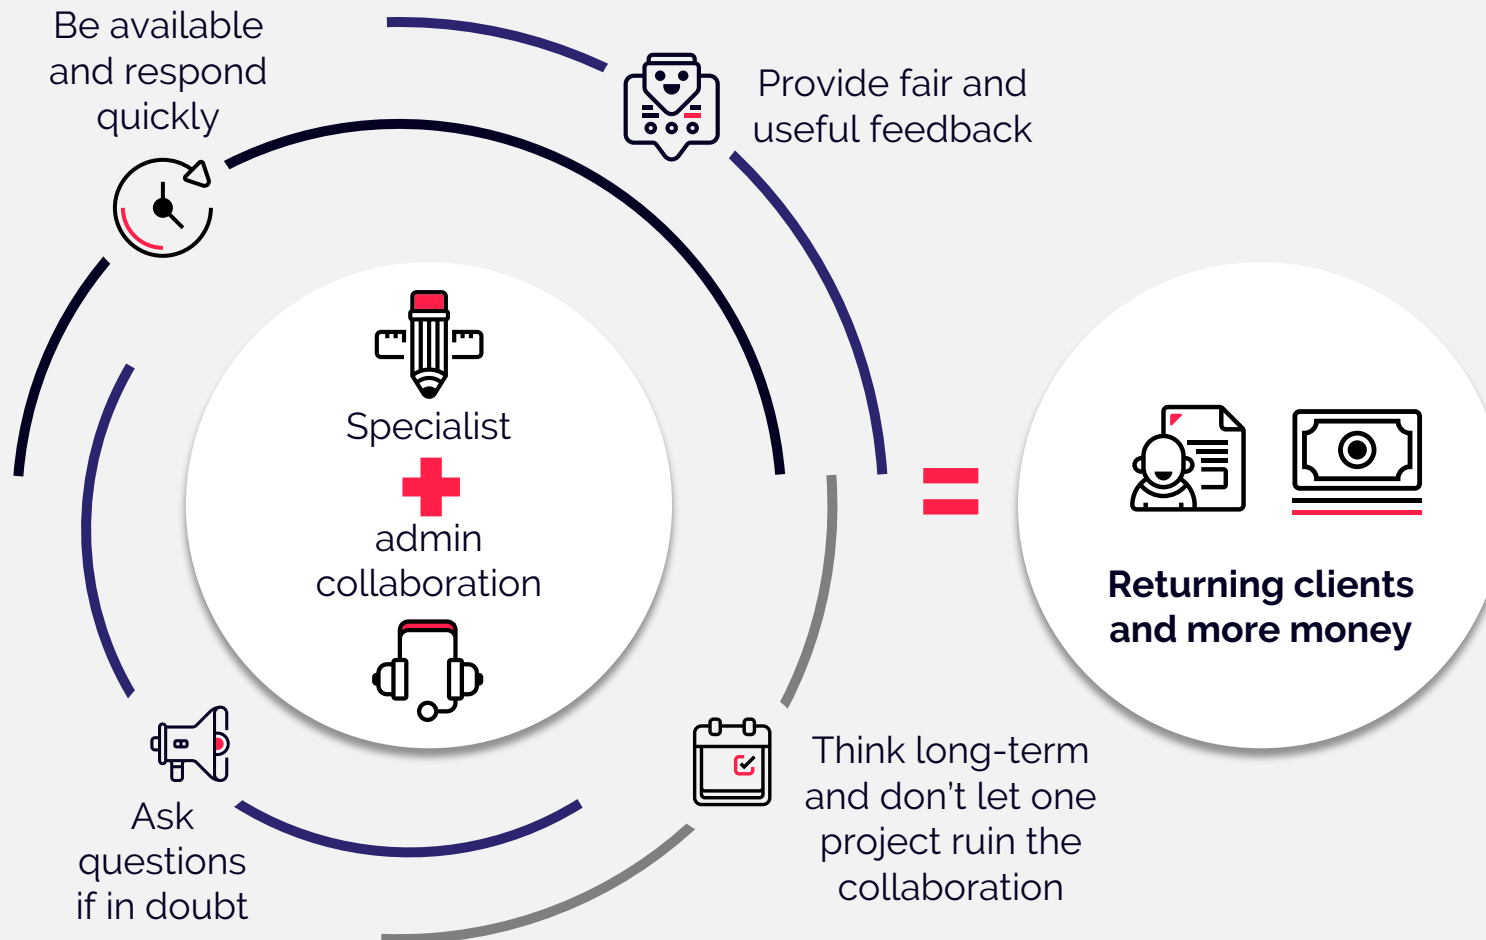 Be available
and respond
quickly
Provide fair and
useful feedback
Specialist
admin
collaboration
Returning clients
and more money
Ask
questions
if in doubt
Think long-term
and don’t let one
project ruin the
collaboration